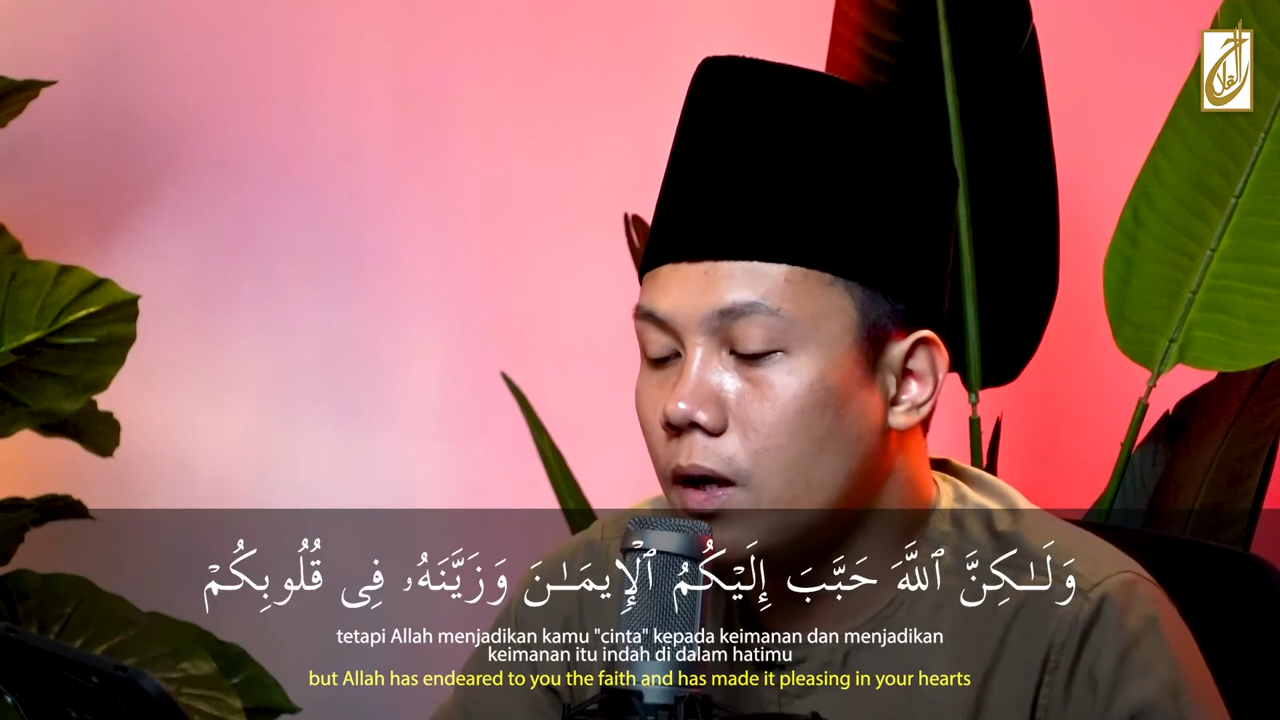 وَلَـٰكِنَّ ٱللَّهَ حَبَّبَ إِلَيْكُمُ ٱلْإِيمَـٰنَ وَزَيَّنَهُۥ فِى قُلُوبِكُمْ
tetapi Allah menjadikan kamu "cinta" kepada keimanan dan menjadikan
keimanan itu indah di dalam hatimu
but Allah has endeared to you the faith and has made it pleasing in your hearts